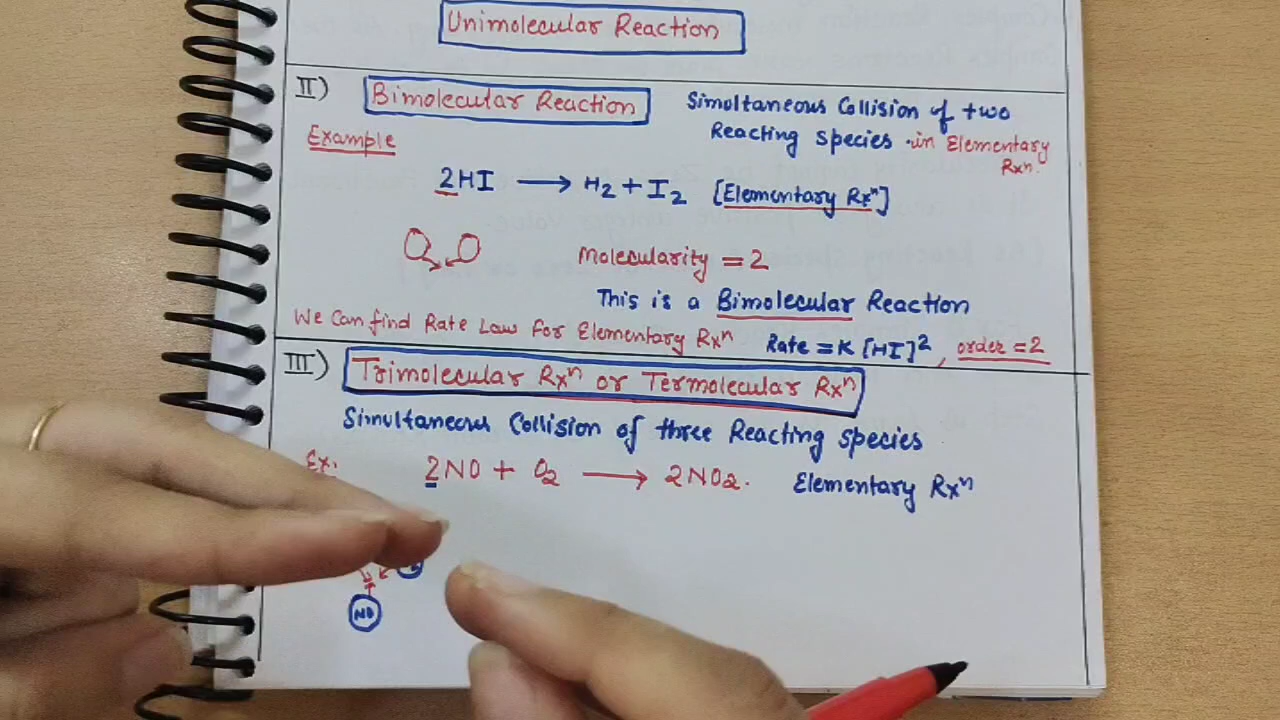 Unimolecular Reaction
II) Bimolecular Reaction
Simultaneous Collision of two
Reacting species in Elementary
Rxⁿ.
Example
2HI ⟶ H₂ + I₂ [Elementary Rxⁿ]
Molecularity = 2
This is a Bimolecular Reaction
We Can find Rate Law for Elementary Rxⁿ Rate = K [HI]², order = 2
III) Trimolecular Rxⁿ or Termolecular Rxⁿ
Simultaneous Collision of three Reacting species
Ex. 2NO + O₂ ⟶ 2NO₂. Elementary Rxⁿ
NO